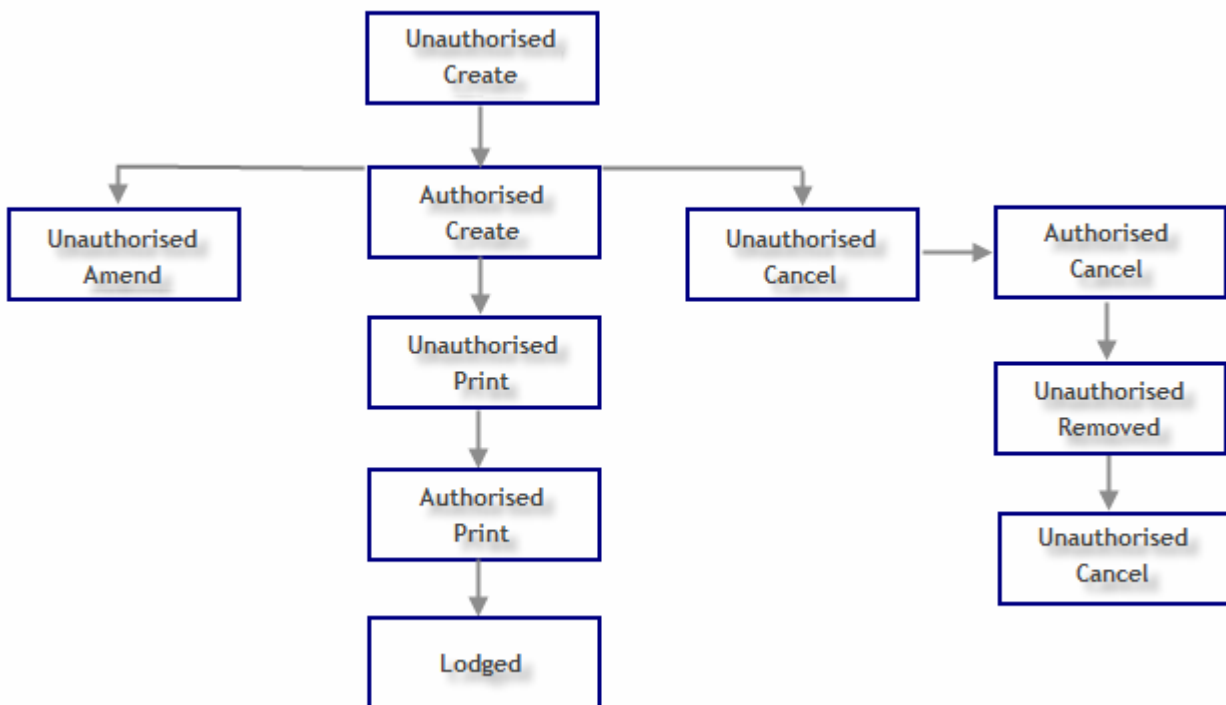 Unauthorised
Create
Authorised
Create
Unauthorised
Amend
Unauthorised
Cancel
Authorised
Cancel
Unauthorised
Print
Unauthorised
Removed
Authorised
Print
Unauthorised
Cancel
Lodged